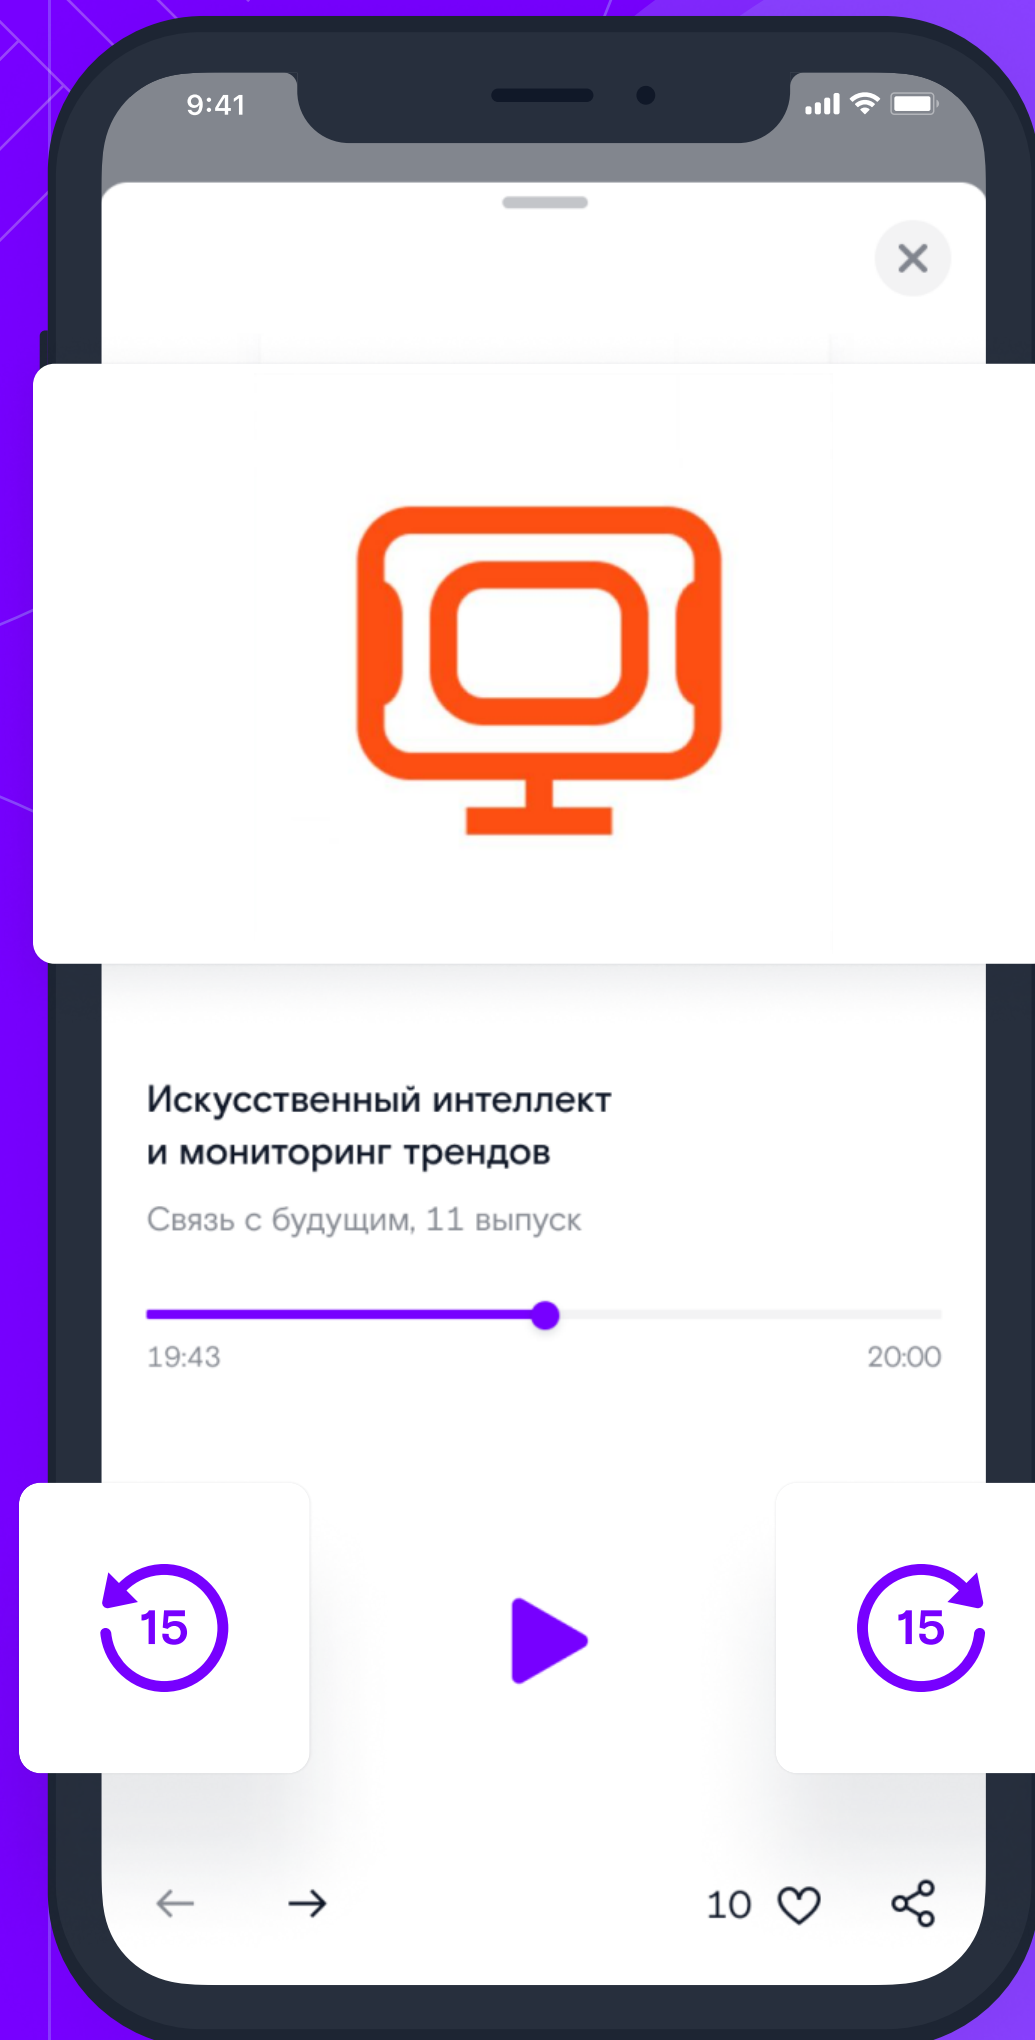 9:41
Искусственный интеллект
и мониторинг трендов
Связь с будущим, 11 выпуск
19:43 20:00
15 15
10